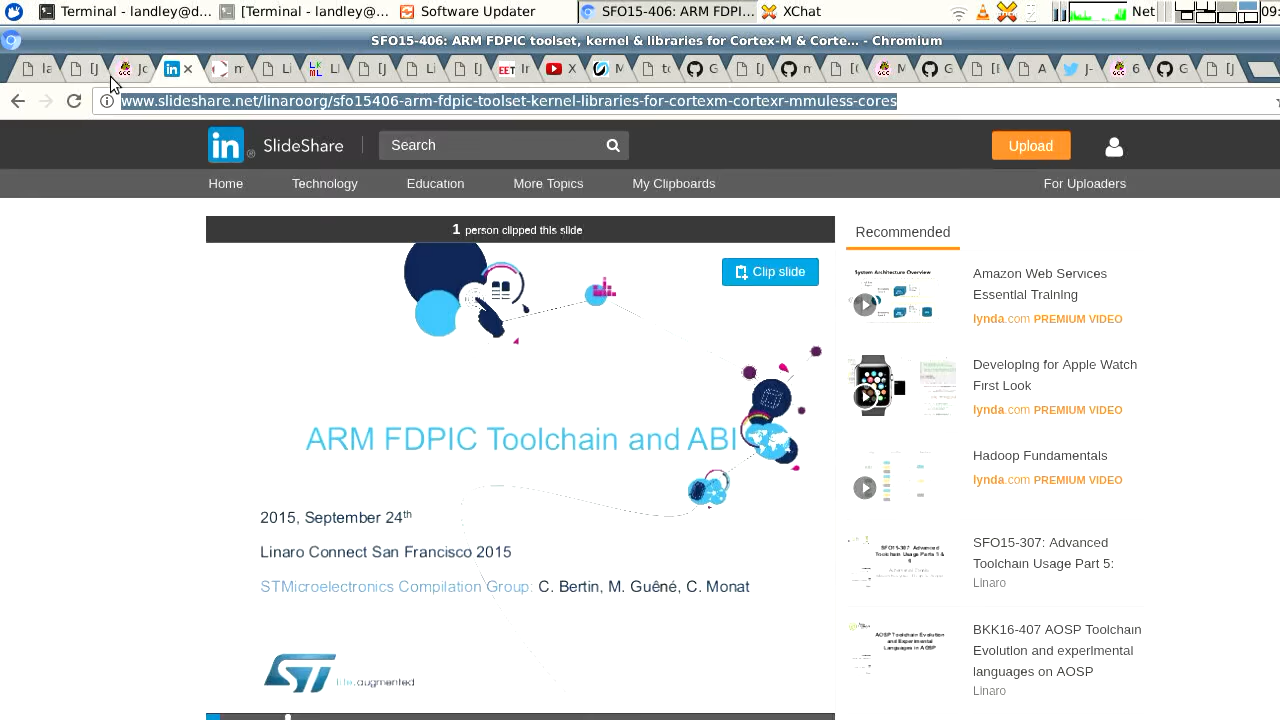 Terminal - landley@d...
[Terminal - landley@...
Software Updater
SFO15-406: ARM FDPI...
XChat
Net
09:
SFO15-406: ARM FDPIC toolset, kernel & libraries for Cortex-M & Corte... - Chromium
www.slideshare.net/linaroorg/sfo15406-arm-fdpic-toolset-kernel-libraries-for-cortexm-cortexr-mmuless-cores
in SlideShare
Search
Upload
Home
Technology
Education
More Topics
My Clipboards
For Uploaders
1 person clipped this slide
Clip slide
ARM FDPIC Toolchain and ABI
2015, September 24th
Linaro Connect San Francisco 2015
STMicroelectronics Compilation Group: C. Bertin, M. Guêné, C. Monat
ST life.augmented
Recommended
System Architecture Overview
Amazon Web Services
Essential Training
lynda.com PREMIUM VIDEO
Developing for Apple Watch
First Look
lynda.com PREMIUM VIDEO
Hadoop Fundamentals
lynda.com PREMIUM VIDEO
SFO15-307: Advanced
Toolchain Usage Part 5:
Linaro
BKK16-407 AOSP Toolchain
Evolution and experimental
languages on AOSP
Linaro